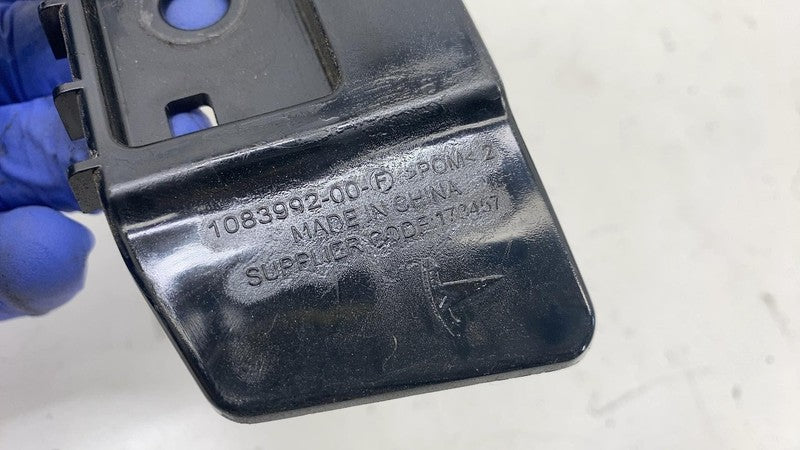 1083992-00-Ⓕ >POM< 2
MADE IN CHINA
SUPPLIER CODE:173457